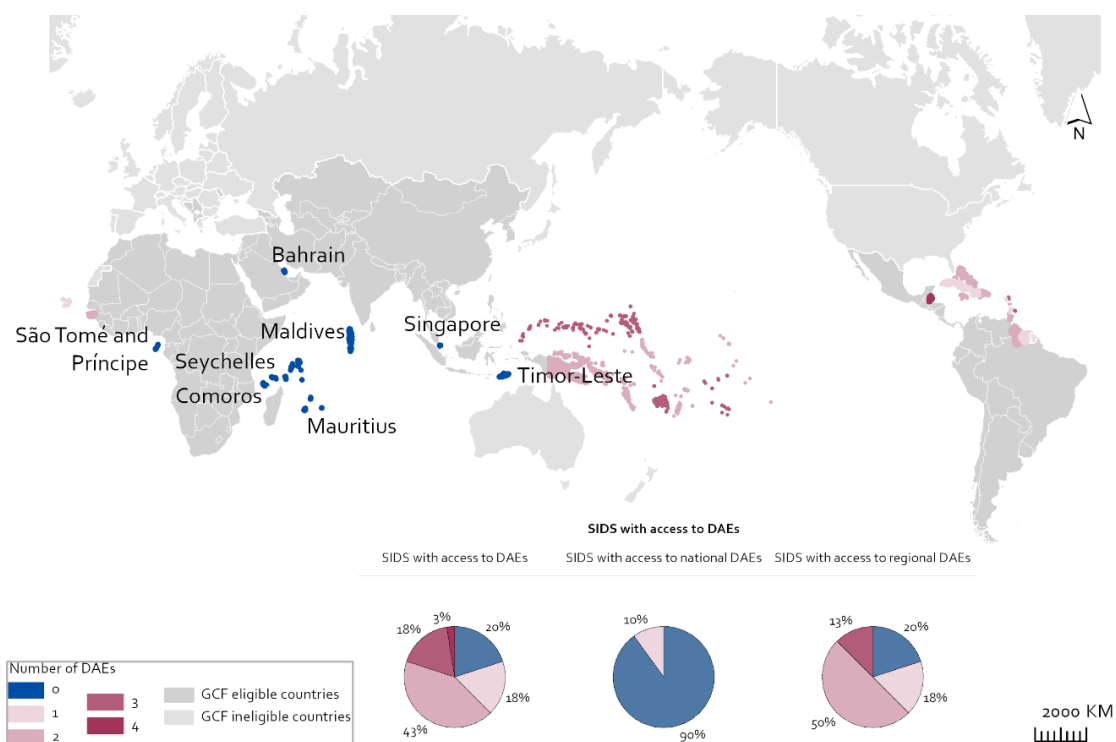 N
Bahrain
São Tomé and
Príncipe
Maldives
Seychelles
Comoros
Mauritius
Singapore
Timor-Leste
SIDS with access to DAEs
SIDS with access to DAEs
SIDS with access to national DAEs
SIDS with access to regional DAEs
3%
18%
20%
18%
43%
10%
90%
13%
20%
18%
50%
Number of DAEs
0
1
2
3
4
GCF eligible countries
GCF ineligible countries
2000 KM